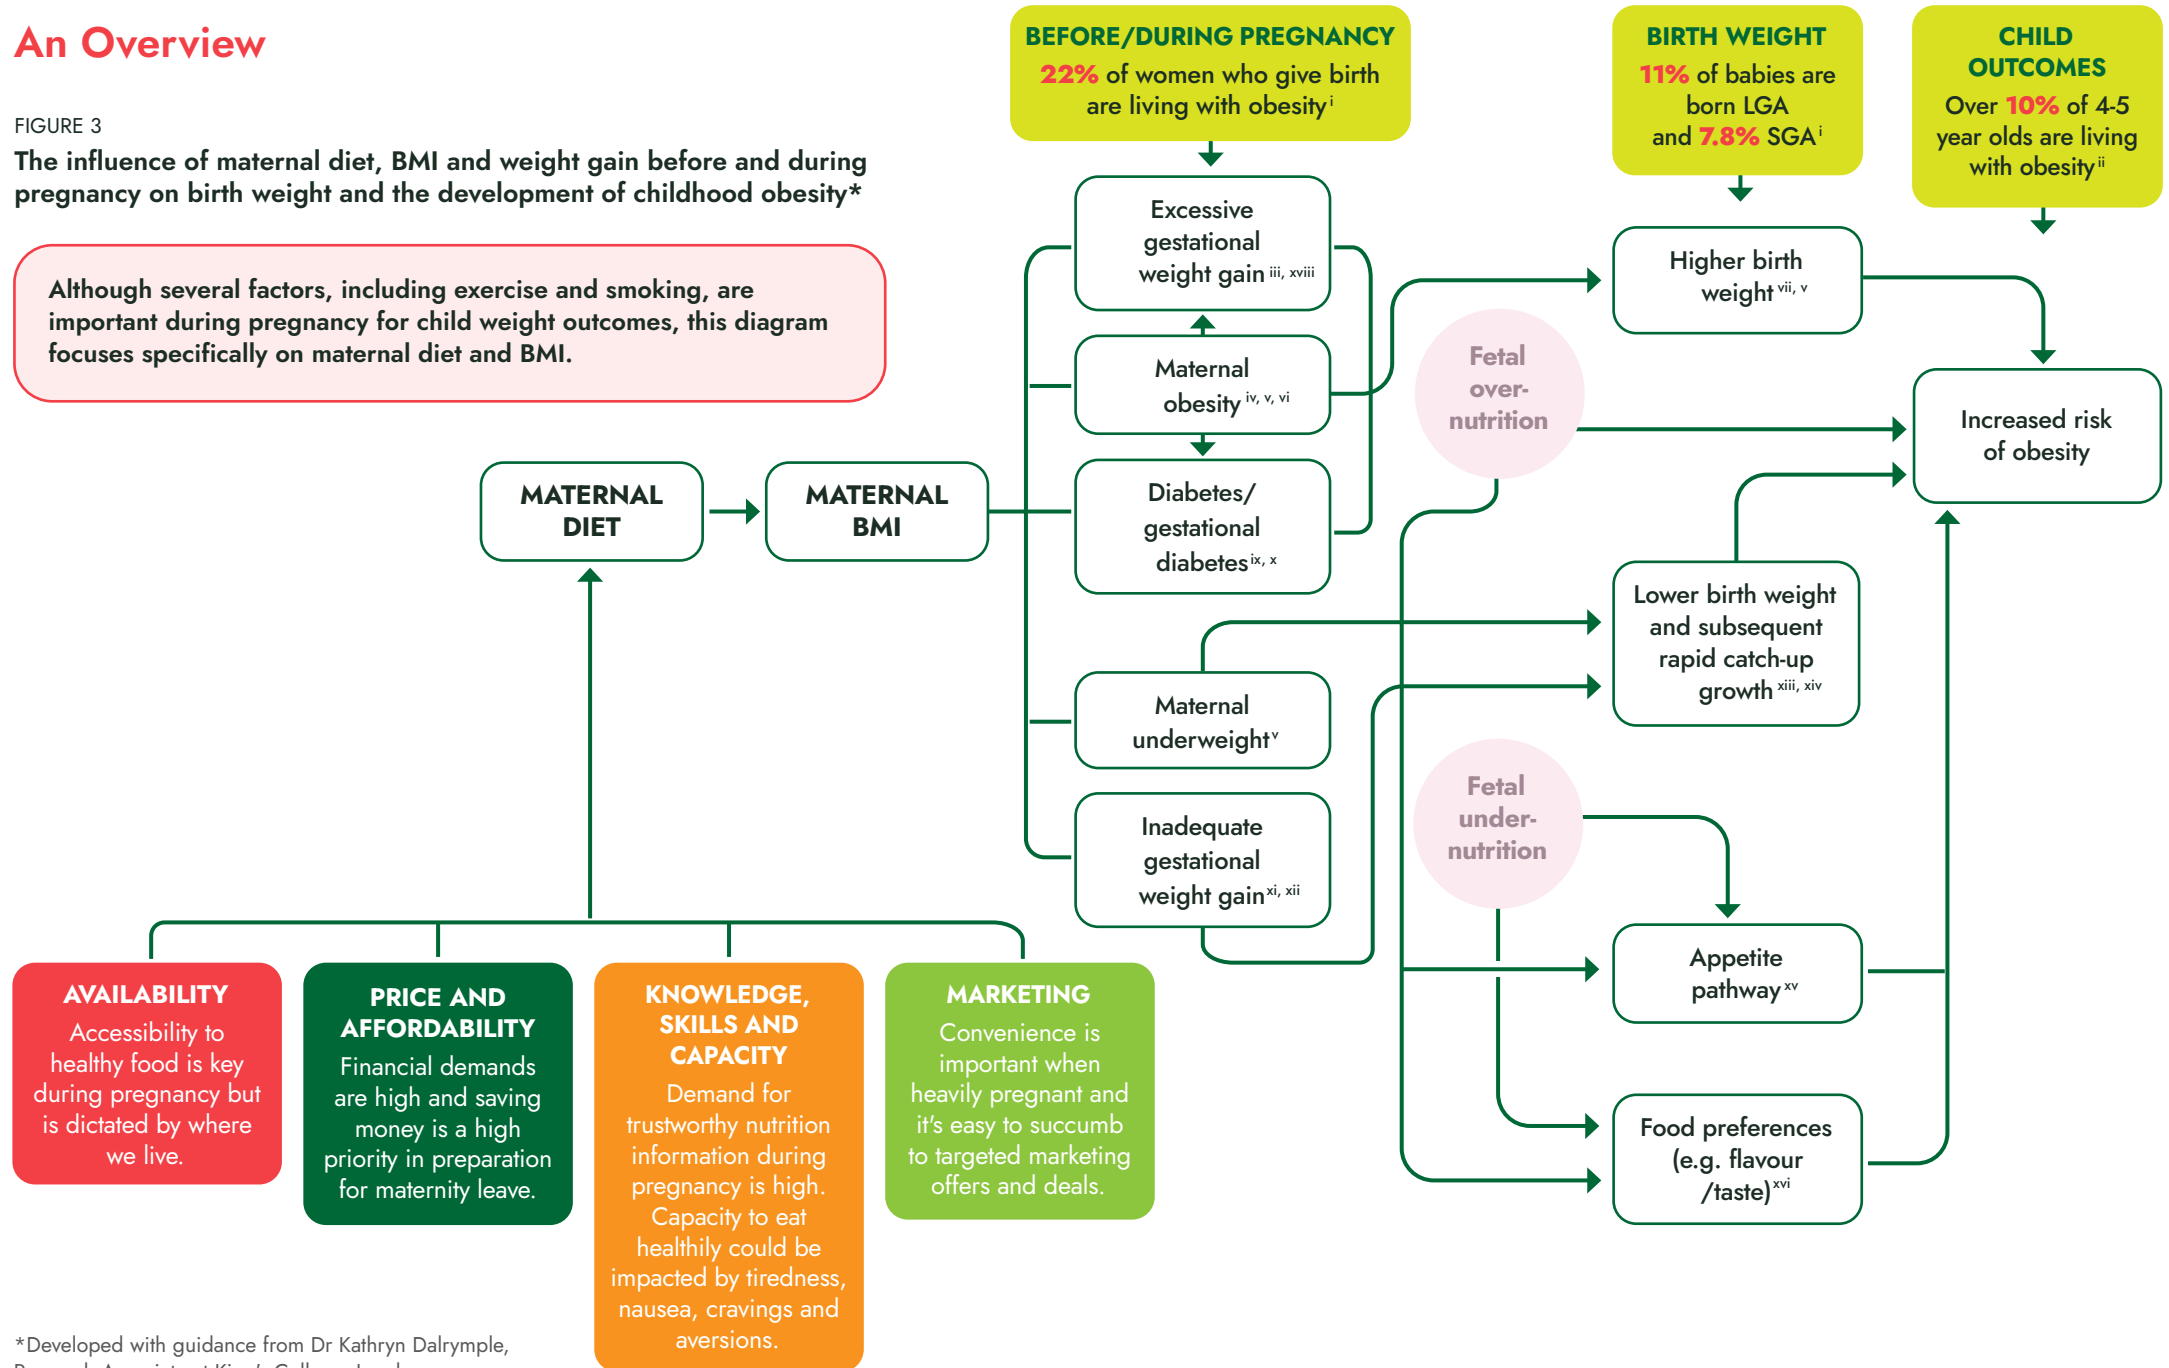 An Overview
FIGURE 3
The influence of maternal diet, BMI and weight gain before and during
pregnancy on birth weight and the development of childhood obesity*
Although several factors, including exercise and smoking, are
important during pregnancy for child weight outcomes, this diagram
focuses specifically on maternal diet and BMI.
BEFORE/DURING PREGNANCY
22% of women who give birth
are living with obesity i
BIRTH WEIGHT
11% of babies are
born LGA
and 7.8% SGA i
CHILD
OUTCOMES
Over 10% of 4-5
year olds are living
with obesity ii
MATERNAL
DIET
MATERNAL
BMI
Excessive
gestational
weight gain iii, xviii
Maternal
obesity iv, v, vi
Diabetes/
gestational
diabetes ix, x
Maternal
underweight v
Inadequate
gestational
weight gain xi, xii
Fetal
over-
nutrition
Fetal
under-
nutrition
Higher birth
weight vii, v
Lower birth weight
and subsequent
rapid catch-up
growth xiii, xiv
Appetite
pathway xv
Food preferences
(e.g. flavour
/taste) xvi
Increased risk
of obesity
AVAILABILITY
Accessibility to
healthy food is key
during pregnancy but
is dictated by where
we live.
PRICE AND
AFFORDABILITY
Financial demands
are high and saving
money is a high
priority in preparation
for maternity leave.
KNOWLEDGE,
SKILLS AND
CAPACITY
Demand for
trustworthy nutrition
information during
pregnancy is high.
Capacity to eat
healthily could be
impacted by tiredness,
nausea, cravings and
aversions.
MARKETING
Convenience is
important when
heavily pregnant and
it's easy to succumb
to targeted marketing
offers and deals.
*Developed with guidance from Dr Kathryn Dalrymple,